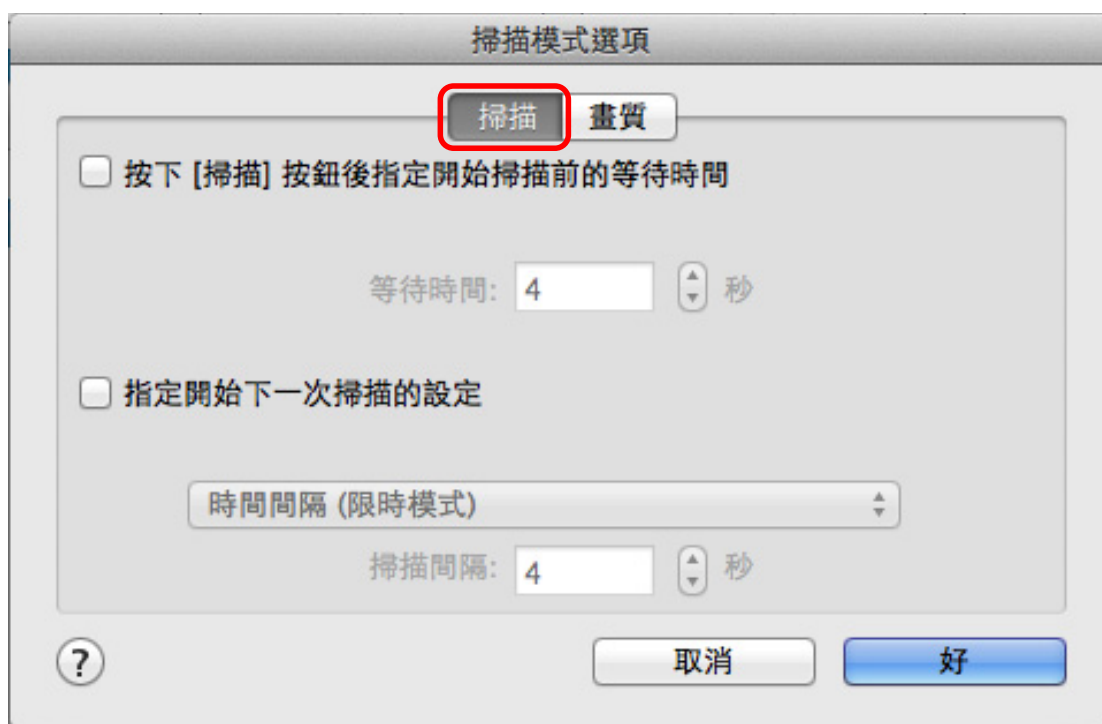 掃描模式選項
掃描 畫質
按下 [掃描] 按鈕後指定開始掃描前的等待時間
等待時間: 4 秒
指定開始下一次掃描的設定
時間間隔 (限時模式)
掃描間隔: 4 秒
? 取消 好